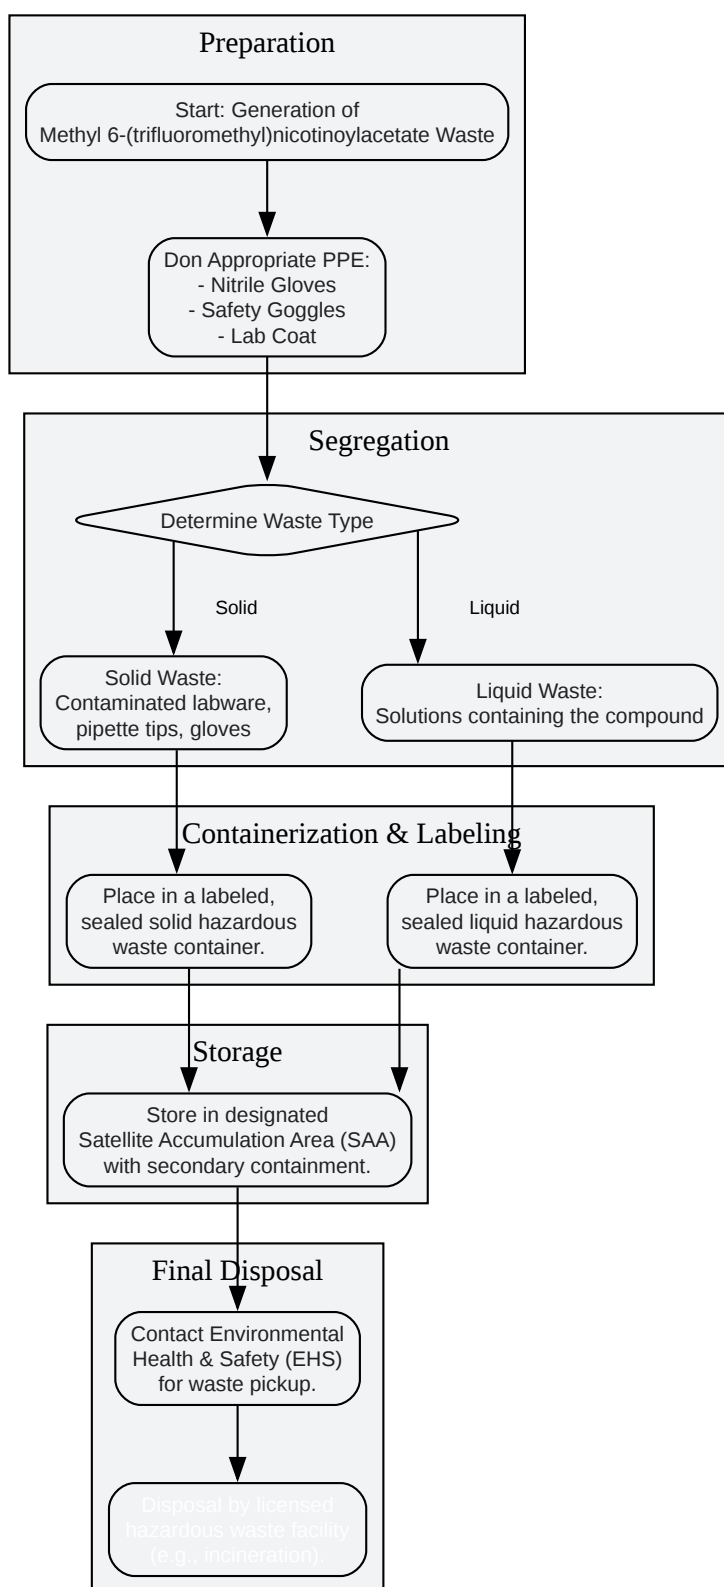 Preparation
Start: Generation of
Methyl 6-(trifluoromethyl)nicotinoylacetate Waste
Don Appropriate PPE:
- Nitrile Gloves
- Safety Goggles
- Lab Coat
Segregation
Determine Waste Type
Solid
Liquid
Solid Waste:
Contaminated labware,
pipette tips, gloves
Liquid Waste:
Solutions containing the compound
Containerization & Labeling
Place in a labeled,
sealed solid hazardous
waste container.
Place in a labeled,
sealed liquid hazardous
waste container.
Storage
Store in designated
Satellite Accumulation Area (SAA)
with secondary containment.
Final Disposal
Contact Environmental
Health & Safety (EHS)
for waste pickup.
Disposal by licensed
hazardous waste facility
(e.g., incineration).